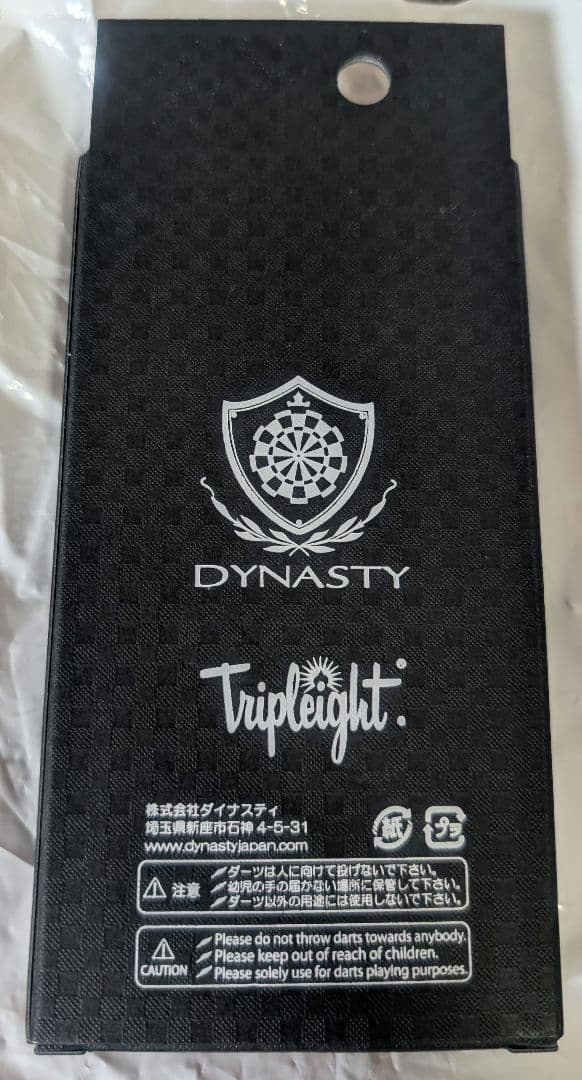 DYNASTY
Tripleight.
株式会社ダイナスティ
埼玉県新座市石神 4-5-31
www.dynastyjapan.com
紙
プラ
注意
ダーツは人に向けて投げないで下さい。
幼児の手の届かない場所に保管して下さい。
ダーツ以外の用途には使用しないで下さい。
CAUTION
Please do not throw darts towards anybody.
Please keep out of reach of children.
Please solely use for darts playing purposes.